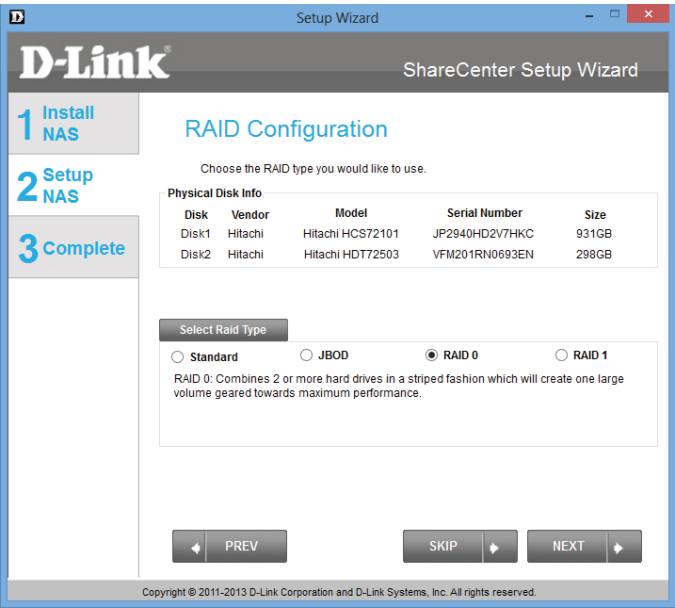 Setup Wizard
D-Link®
ShareCenter Setup Wizard
1 Install NAS
2 Setup NAS
3 Complete
RAID Configuration
Choose the RAID type you would like to use.
Physical Disk Info
Disk Vendor Model Serial Number Size
Disk1 Hitachi Hitachi HCS72101 JP2940HD2V7HKC 931GB
Disk2 Hitachi Hitachi HDT72503 VFM201RN0693EN 298GB
Select Raid Type
Standard JBOD RAID 0 RAID 1
RAID 0: Combines 2 or more hard drives in a striped fashion which will create one large
volume geared towards maximum performance.
PREV SKIP NEXT
Copyright © 2011-2013 D-Link Corporation and D-Link Systems, Inc. All rights reserved.